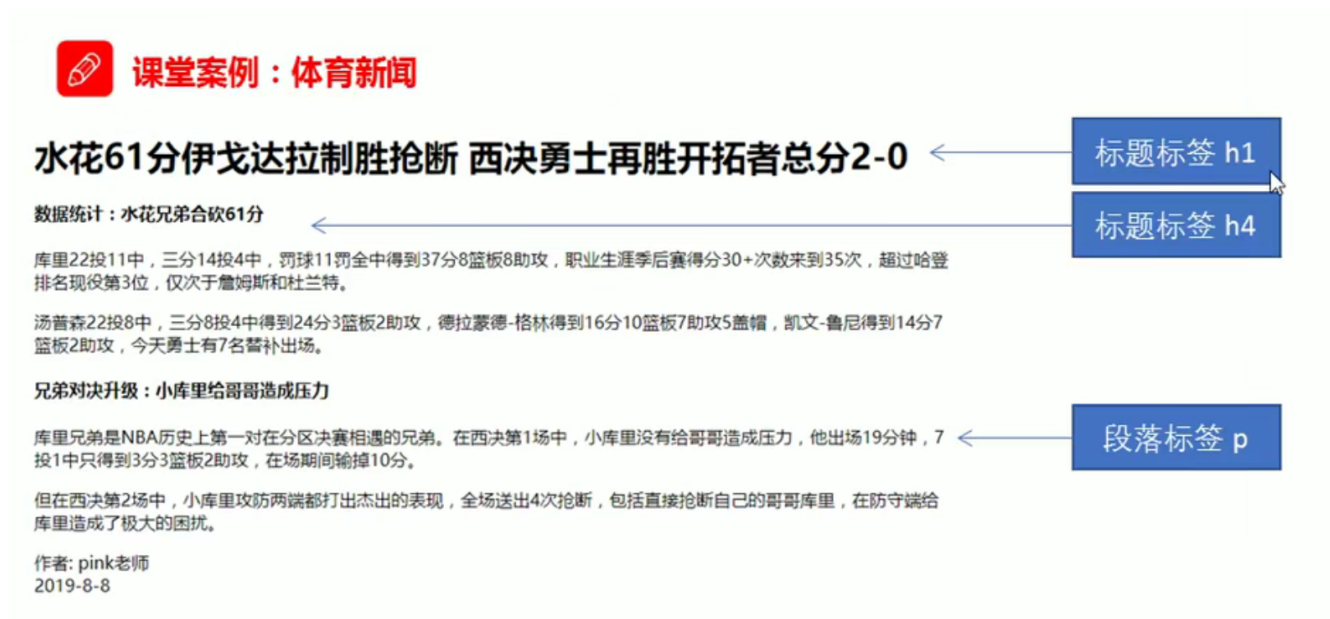 课堂案例：体育新闻
水花61分伊戈达拉制胜抢断 西决勇士再胜开拓者总分2-0
标题标签 h1
数据统计：水花兄弟合砍61分
标题标签 h4
库里22投11中，三分14投4中，罚球11罚全中得到37分8篮板8助攻，职业生涯季后赛得分30+次数来到35次，超过哈登
排名现役第3位，仅次于詹姆斯和杜兰特。
汤普森22投8中，三分8投4中得到24分3篮板2助攻，德拉蒙德-格林得到16分10篮板7助攻5盖帽，凯文-鲁尼得到14分7
篮板2助攻，今天勇士有7名替补出场。
兄弟对决升级：小库里给哥哥造成压力
库里兄弟是NBA历史上第一对在分区决赛相遇的兄弟。在西决第1场中，小库里没有给哥哥造成压力，他出场19分钟，7
投1中只得到3分3篮板2助攻，在场期间输掉10分。
段落标签 p
但在西决第2场中，小库里攻防两端都打出杰出的表现，全场送出4次抢断，包括直接抢断自己的哥哥库里，在防守端给
库里造成了极大的困扰。
作者: pink老师
2019-8-8